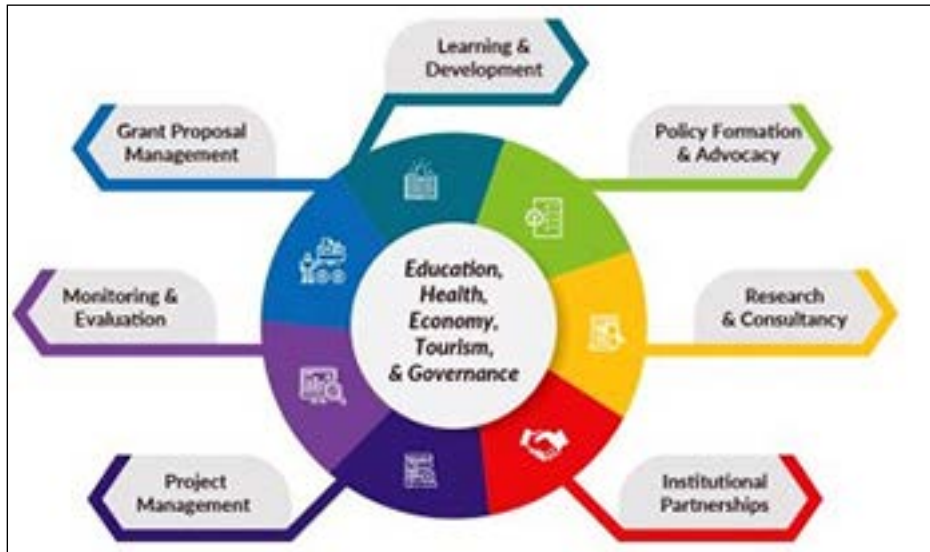 Learning &
Development
Grant Proposal
Management
Policy Formation
& Advocacy
Monitoring &
Evaluation
Education,
Health,
Economy,
Tourism,
& Governance
Research
& Consultancy
Project
Management
Institutional
Partnerships